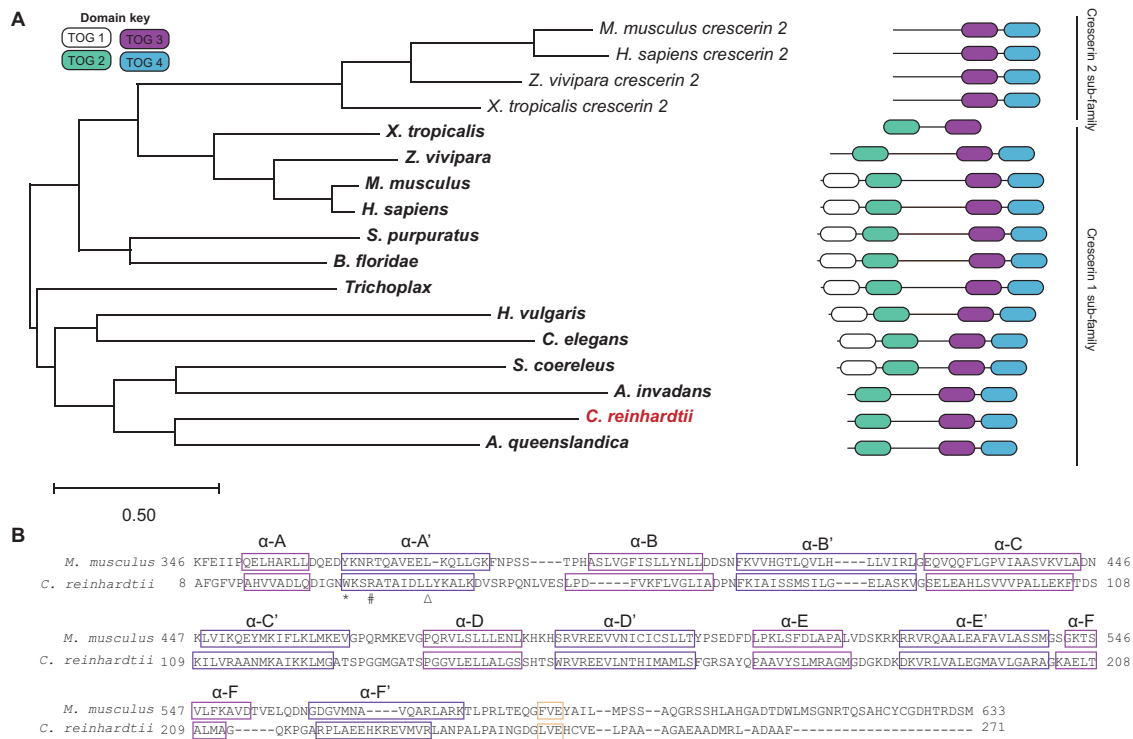 A
Domain key
TOG 1 TOG 3
TOG 2 TOG 4
M. musculus crescerin 2
H. sapiens crescerin 2
Z. vivipara crescerin 2
X. tropicalis crescerin 2
X. tropicalis
Z. vivipara
M. musculus
H. sapiens
S. purpuratus
B. floridae
Trichoplax
H. vulgaris
C. elegans
S. coereleus
A. invadans
C. reinhardtii
A. queenslandica
Crescerin 2 sub-family
Crescerin 1 sub-family
0.50
B
α-A α-A’ α-B α-B’ α-C
M. musculus 346 KFEIIPQELHARLLDQEDYKNRTQAVEEL-KQLLGKFNPSS----TPHASLVGFISLLYNLLDDSNFKVVHGTLQVLH----LLVIRLGEQVQQFLGPVIAASVKVLADN 446
C. reinhardtii 8 AFGFVPAHVVADLQDIGNWKSRATAIDLLYKALKDVSRPQNLVESLPD-----FVKFLVGLIADPNFKIAISSMSILG----ELASKVGSELEAHLSVVVPALLEKFTDS 108
* # Δ
α-C’ α-D α-D’ α-E α-E’ α-F
M. musculus 447 KLVIKQEYMKIFLKLMKEVGPQRMKEVGPQRVLSLLLENLKHKHSRVREEVVNICICSLLTYPSEDFDLPKLSFDLAPALVDSKRKRRVRQAALEAFAVLASSMGSGKTS 546
C. reinhardtii 109 KILVRAANMKAIKKLMGATSPGGMGATSPGGVLELLALGSSHTSWRVREEVLNTHIMAMLSFGRSAYQPAAVYSLMRAGMGDGKDKDKVRLVALEGMAVLGARAGKAELT 208
α-F α-F’
M. musculus 547 VLFKAVDTVELQDNGDGVMNA----VQARLARKTLPRLTEQGFVEYAIL--MPSS--AQGRSSHLAHGADTDWLMSGNRTQSAHCYCGDHTRDSM 633
C. reinhardtii 209 ALMAG-----QKPGARPLAEEHKREVMVRLANPALPAINGDGLVEHCVE--LPAA--AGAEAADMRL-ADAAF---------------- 271